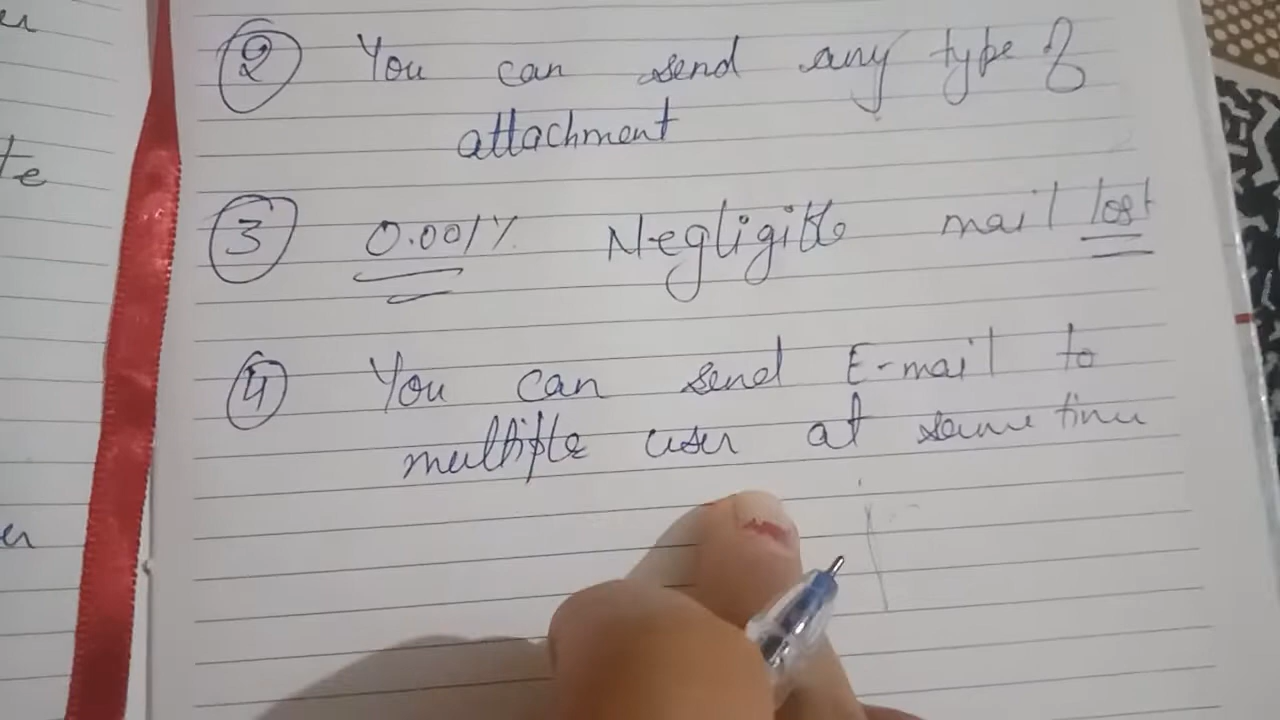 ② You can send any type of
attachment
③ 0.001% Negligible mail lost
④ You can send E-mail to
multiple user at same time